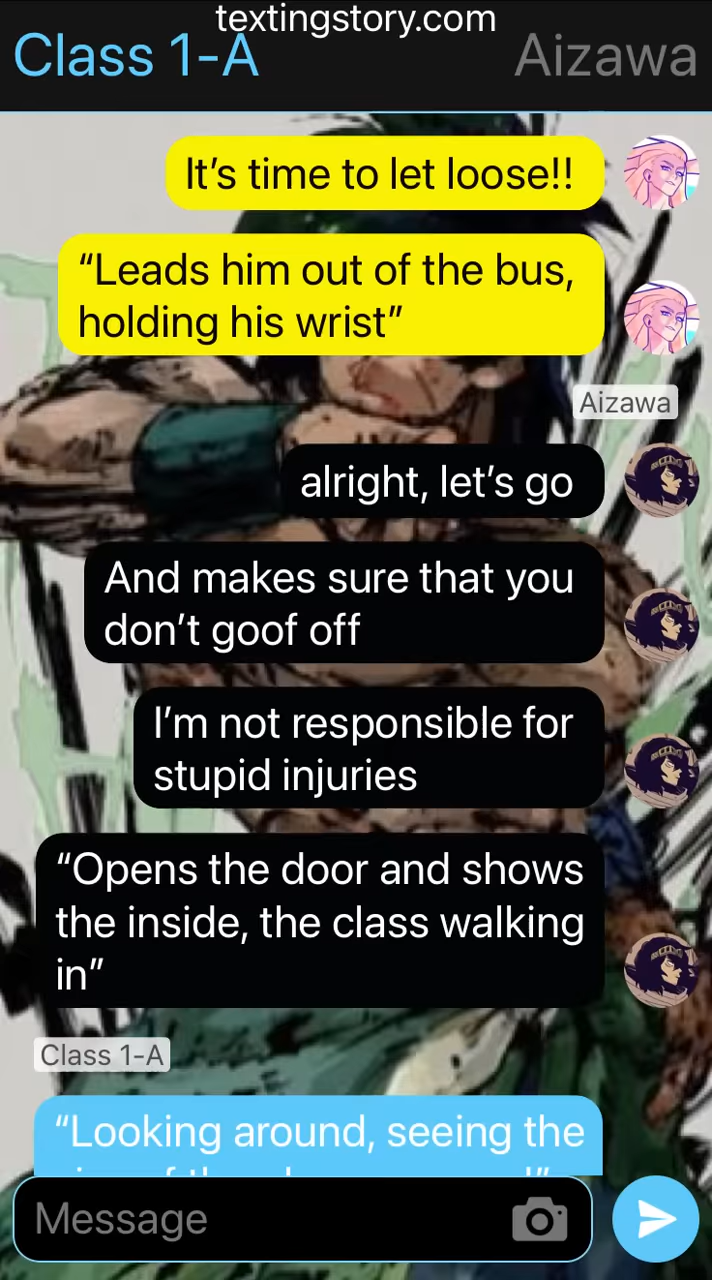 textingstory.com
Class 1-A
Aizawa
It’s time to let loose!!
“Leads him out of the bus,
holding his wrist”
Aizawa
alright, let’s go
And makes sure that you
don’t goof off
I’m not responsible for
stupid injuries
“Opens the door and shows
the inside, the class walking
in”
Class 1-A
“Looking around, seeing the
Message